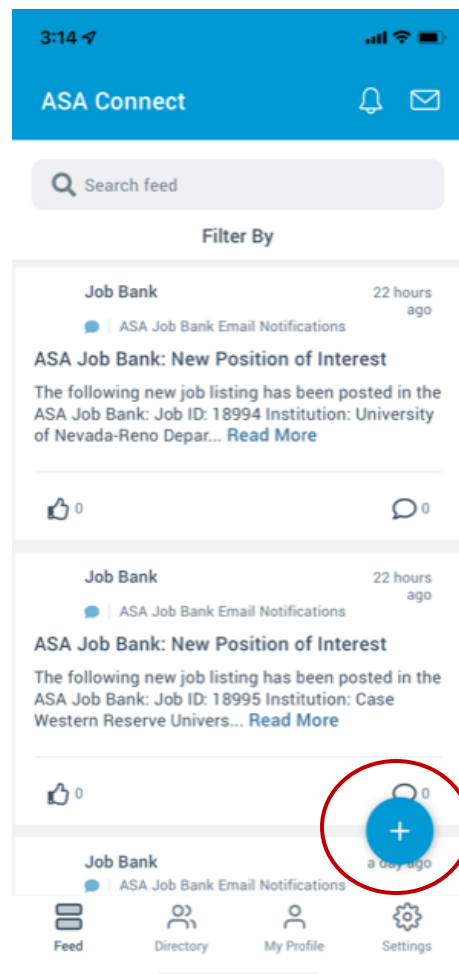 3:14
ASA Connect
Search feed
Filter By
Job Bank
22 hours
ago
ASA Job Bank Email Notifications
ASA Job Bank: New Position of Interest
The following new job listing has been posted in the
ASA Job Bank: Job ID: 18994 Institution: University
of Nevada-Reno Depar... Read More
0
0
Job Bank
22 hours
ago
ASA Job Bank Email Notifications
ASA Job Bank: New Position of Interest
The following new job listing has been posted in the
ASA Job Bank: Job ID: 18995 Institution: Case
Western Reserve Univers... Read More
0
0
+
Job Bank
a day ago
ASA Job Bank Email Notifications
Feed
Directory
My Profile
Settings